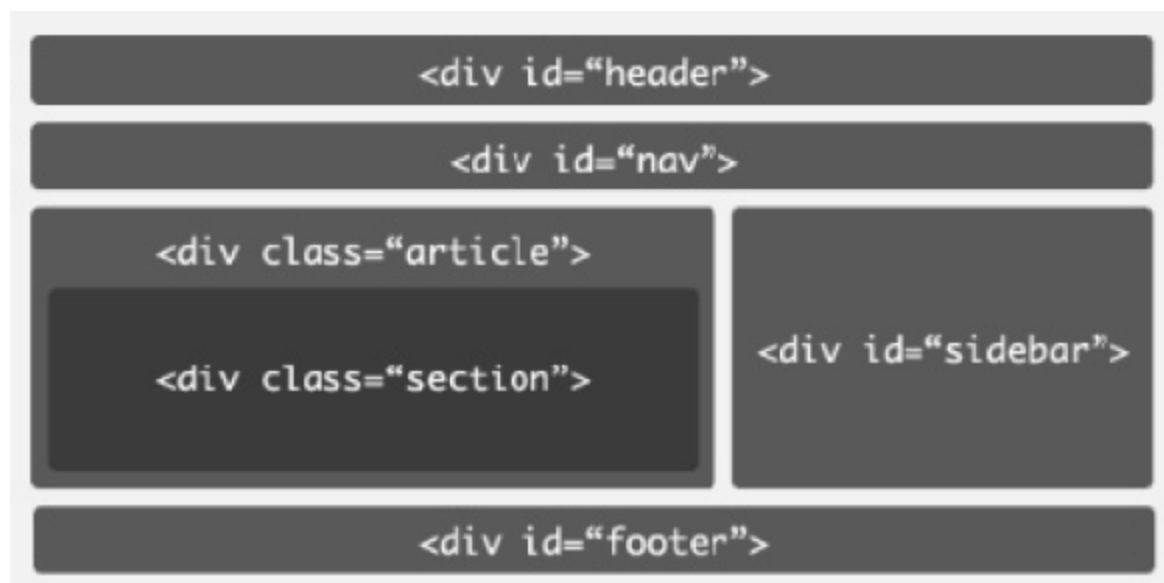 <div id=“header”>
<div id=“nav”>
<div class=“article”>
<div class=“section”>
<div id=“sidebar”>
<div id=“footer”>